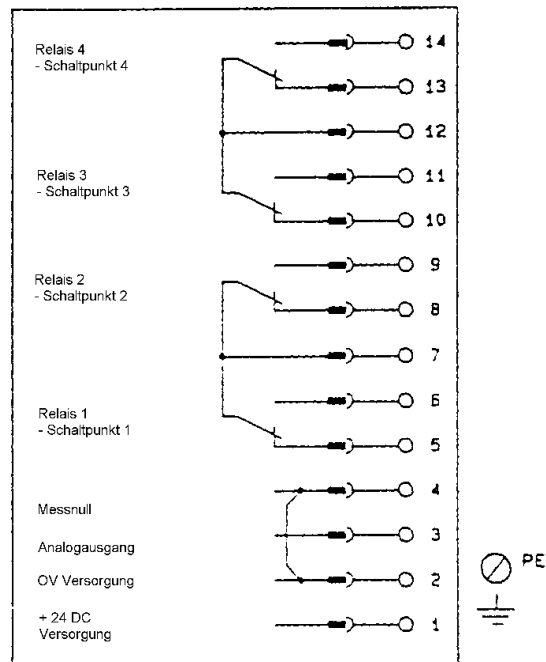 Relais 4
- Schaltpunkt 4
14
13
12
Relais 3
- Schaltpunkt 3
11
10
Relais 2
- Schaltpunkt 2
9
8
7
Relais 1
- Schaltpunkt 1
6
5
Messnull
4
Analogausgang
3
OV Versorgung
2
PE
+ 24 DC
Versorgung
1